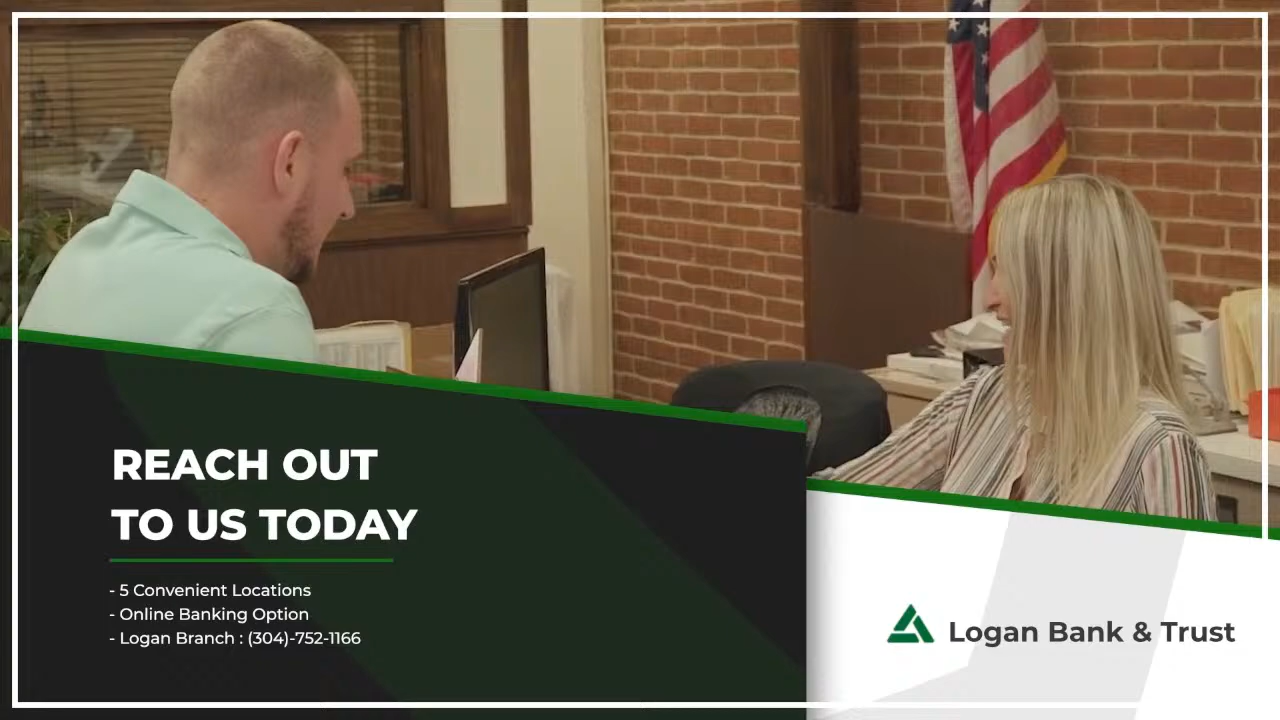 REACH OUT
TO US TODAY
- 5 Convenient Locations
- Online Banking Option
- Logan Branch : (304)-752-1166
Logan Bank & Trust